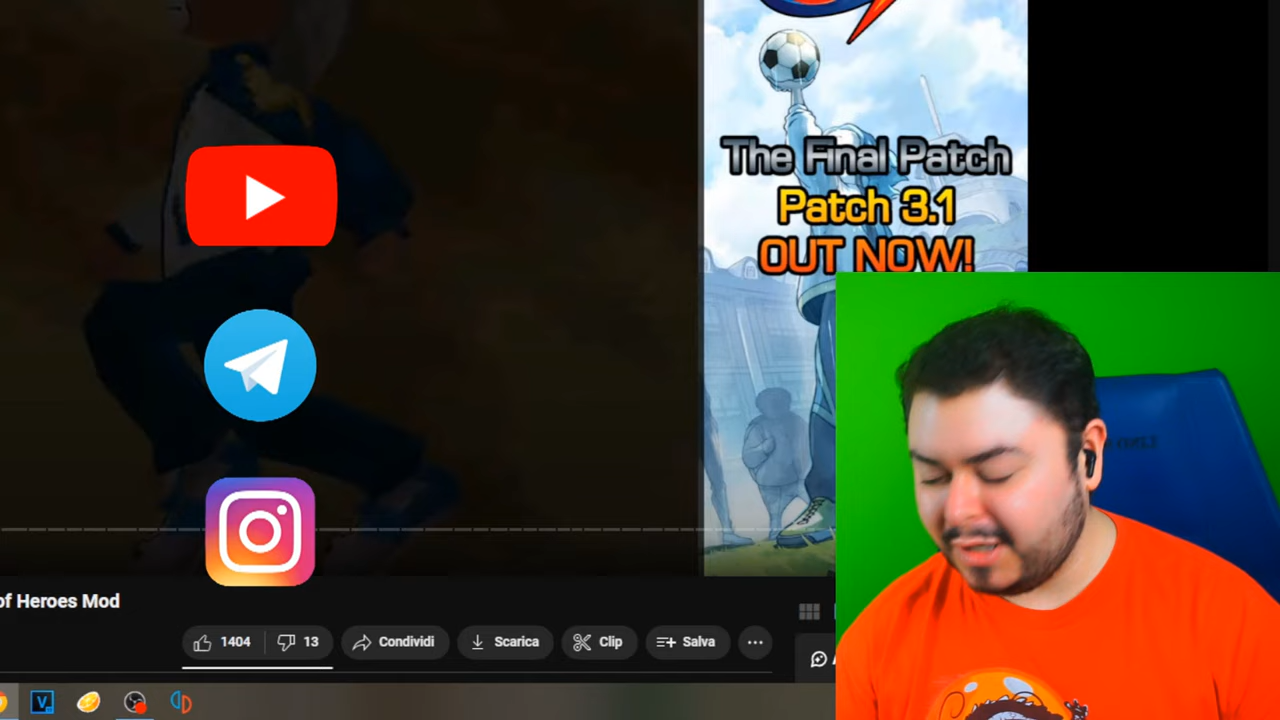 The Final Patch
Patch 3.1
OUT NOW!
of Heroes Mod
1404
13
Condividi
Scarica
Clip
Salva